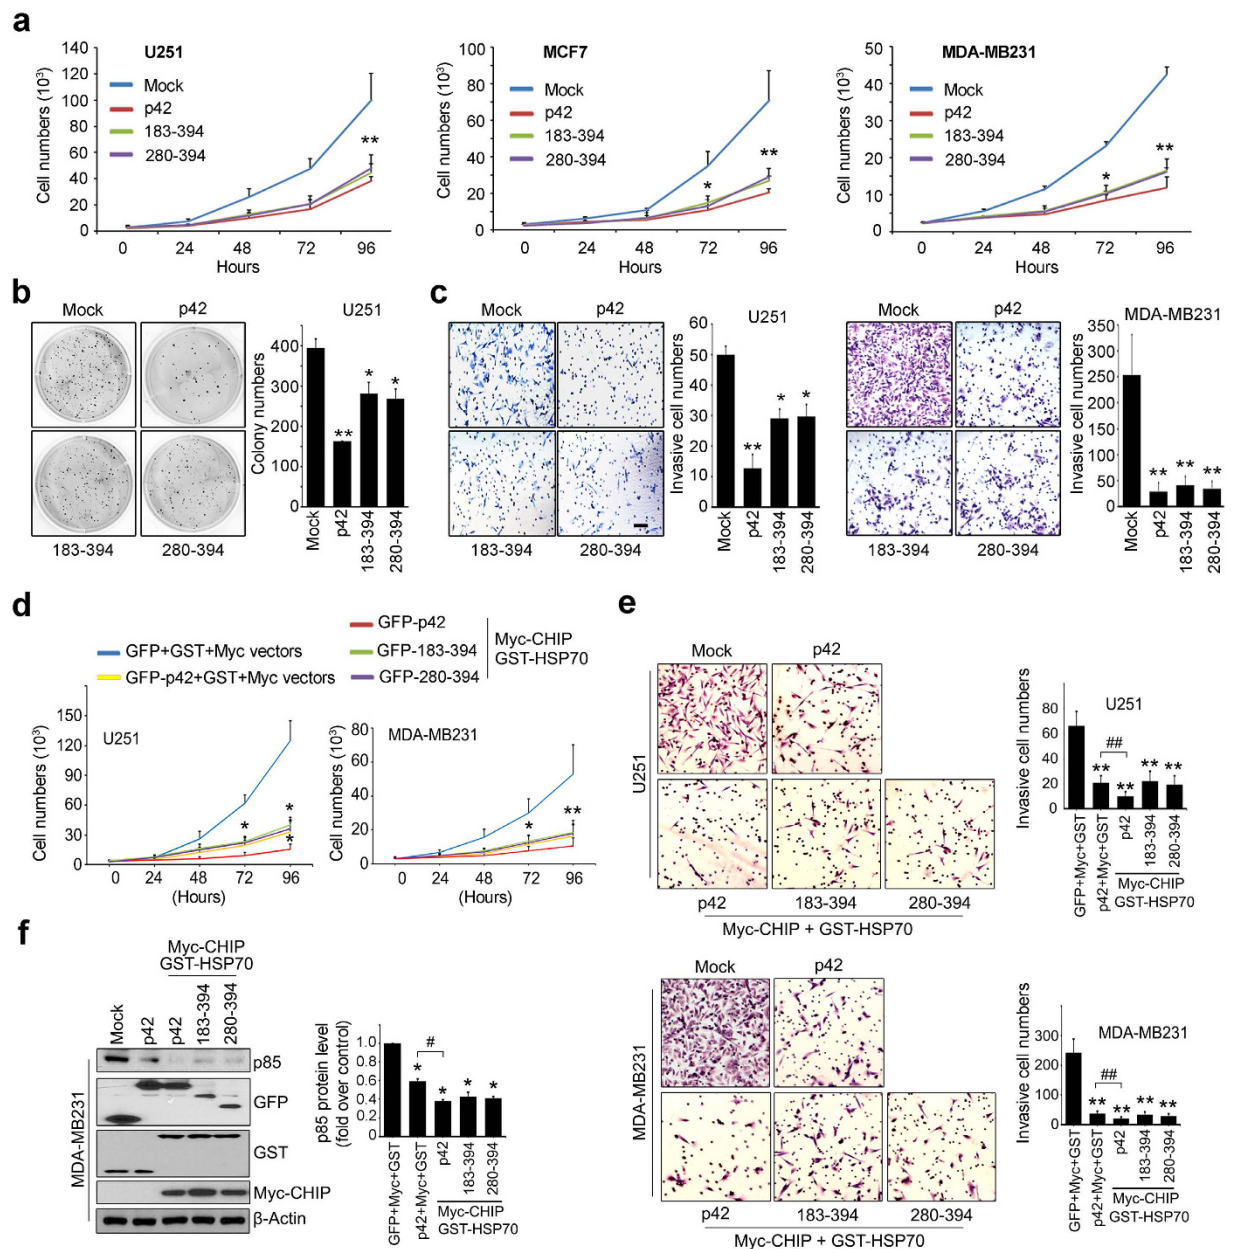 a
U251
Cell numbers (10³)
140
120
100
80
60
40
20
0
Mock
p42
183-394
280-394
**
0 24 48 72 96
Hours
MCF7
Cell numbers (10³)
100
80
60
40
20
0
Mock
p42
183-394
280-394
*
**
0 24 48 72 96
Hours
MDA-MB231
Cell numbers (10³)
50
40
30
20
10
0
Mock
p42
183-394
280-394
*
**
0 24 48 72 96
Hours
b
Mock p42
183-394 280-394
U251
Colony numbers
400
300
200
100
0
** * *
Mock
p42
183-394
280-394
c
Mock p42
183-394 280-394
U251
Invasive cell numbers
60
50
40
30
20
10
0
** * *
Mock
p42
183-394
280-394
Mock p42
183-394 280-394
MDA-MB231
Invasive cell numbers
350
300
250
200
150
100
50
0
** ** **
Mock
p42
183-394
280-394
d
GFP+GST+Myc vectors
GFP-p42+GST+Myc vectors
GFP-p42
GFP-183-394
GFP-280-394
Myc-CHIP
GST-HSP70
U251
Cell numbers (10³)
150
120
90
60
30
0
*
*
*
0 24 48 72 96
(Hours)
MDA-MB231
Cell numbers (10³)
80
60
40
20
0
*
**
0 24 48 72 96
(Hours)
e
U251
Mock p42
p42 183-394 280-394
Myc-CHIP + GST-HSP70
U251
Invasive cell numbers
80
60
40
20
0
##
** ** ** **
GFP+Myc+GST
p42+Myc+GST
p42
183-394
280-394
Myc-CHIP
GST-HSP70
MDA-MB231
Mock p42
p42 183-394 280-394
Myc-CHIP + GST-HSP70
MDA-MB231
Invasive cell numbers
300
200
100
0
##
** ** ** **
GFP+Myc+GST
p42+Myc+GST
p42
183-394
280-394
Myc-CHIP
GST-HSP70
f
Myc-CHIP
GST-HSP70
Mock
p42
p42
183-394
280-394
MDA-MB231
p85
GFP
GST
Myc-CHIP
β-Actin
p85 protein level
(fold over control)
1.0
0.8
0.6
0.4
0.2
0
#
* * * *
GFP+Myc+GST
p42+Myc+GST
p42
183-394
280-394
Myc-CHIP
GST-HSP70